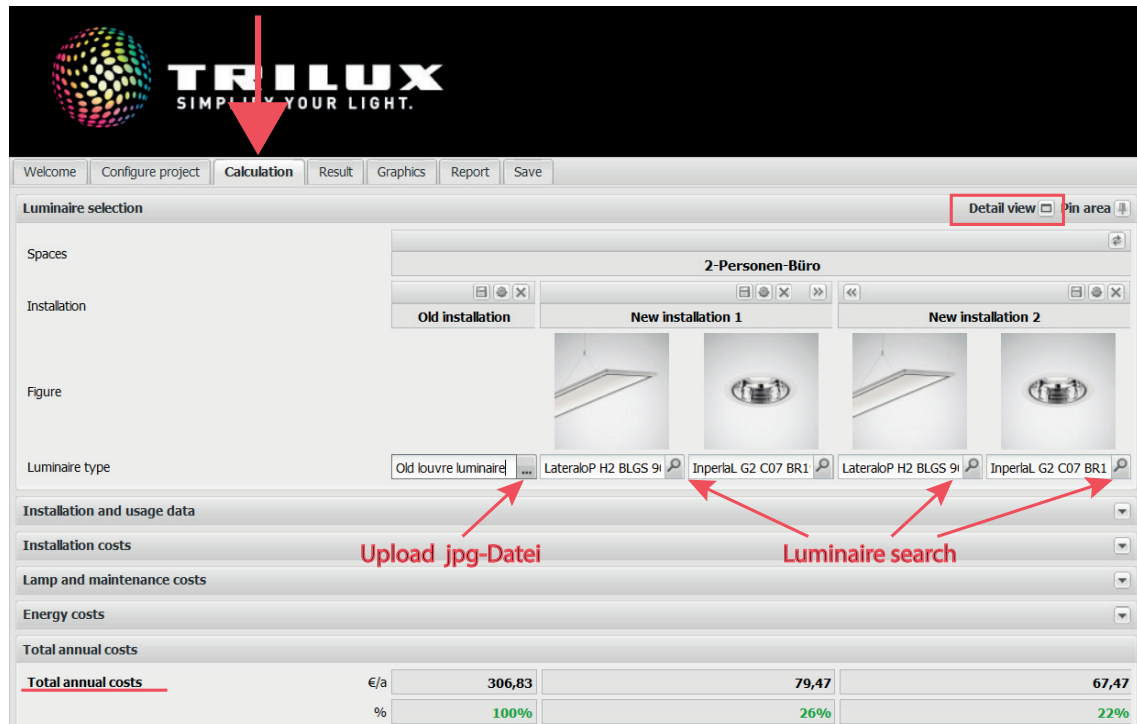 TRILUX
SIMPLIFY YOUR LIGHT.
Welcome Configure project Calculation Result Graphics Report Save
Luminaire selection Detail view Pin area
Spaces
2-Personen-Büro
Installation
Old installation New installation 1 New installation 2
Figure
Luminaire type Old louvre luminaire ... LateraloP H2 BLGS 9 InperlaL G2 C07 BR1 LateraloP H2 BLGS 9 InperlaL G2 C07 BR1
Installation and usage data
Upload jpg-Datei Luminaire search
Installation costs
Lamp and maintenance costs
Energy costs
Total annual costs
Total annual costs €/a 306,83 79,47 67,47
% 100% 26% 22%